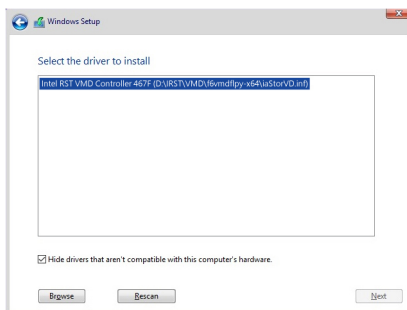 Windows Setup
Select the driver to install
Intel RST VMD Controller 467F (D:\IRST\VMD\f6vmdflpy-x64\iaStorVD.inf)
Hide drivers that aren't compatible with this computer's hardware.
Browse Rescan Next